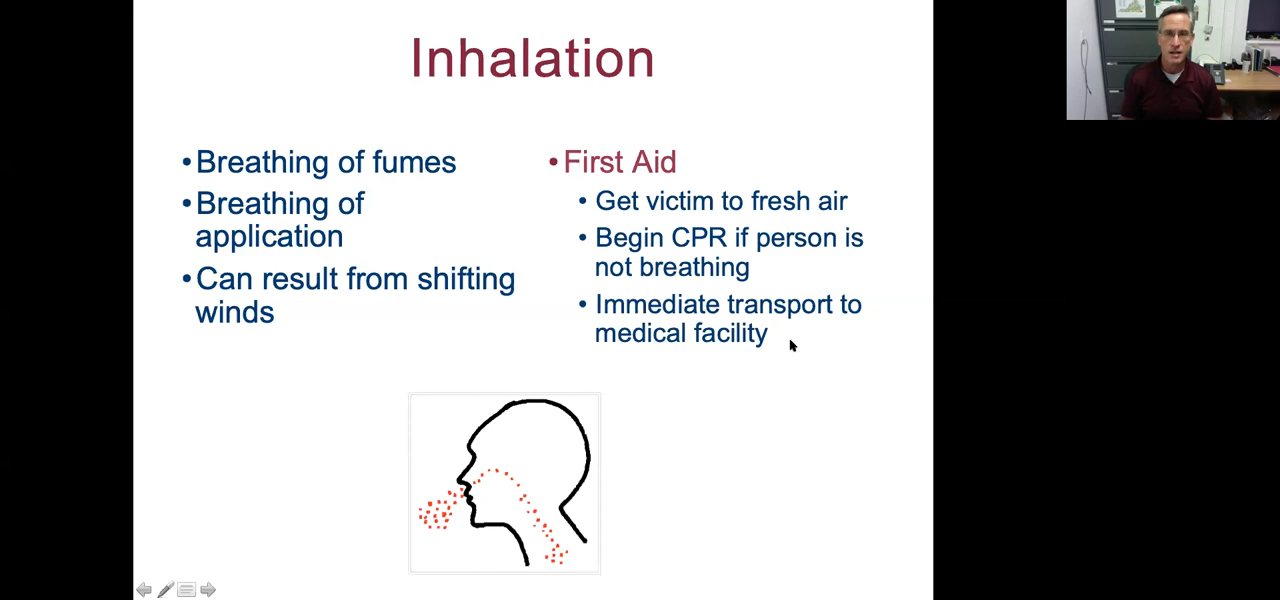 Inhalation
•Breathing of fumes
•Breathing of
application
•Can result from shifting
winds
•First Aid
• Get victim to fresh air
• Begin CPR if person is
not breathing
• Immediate transport to
medical facility